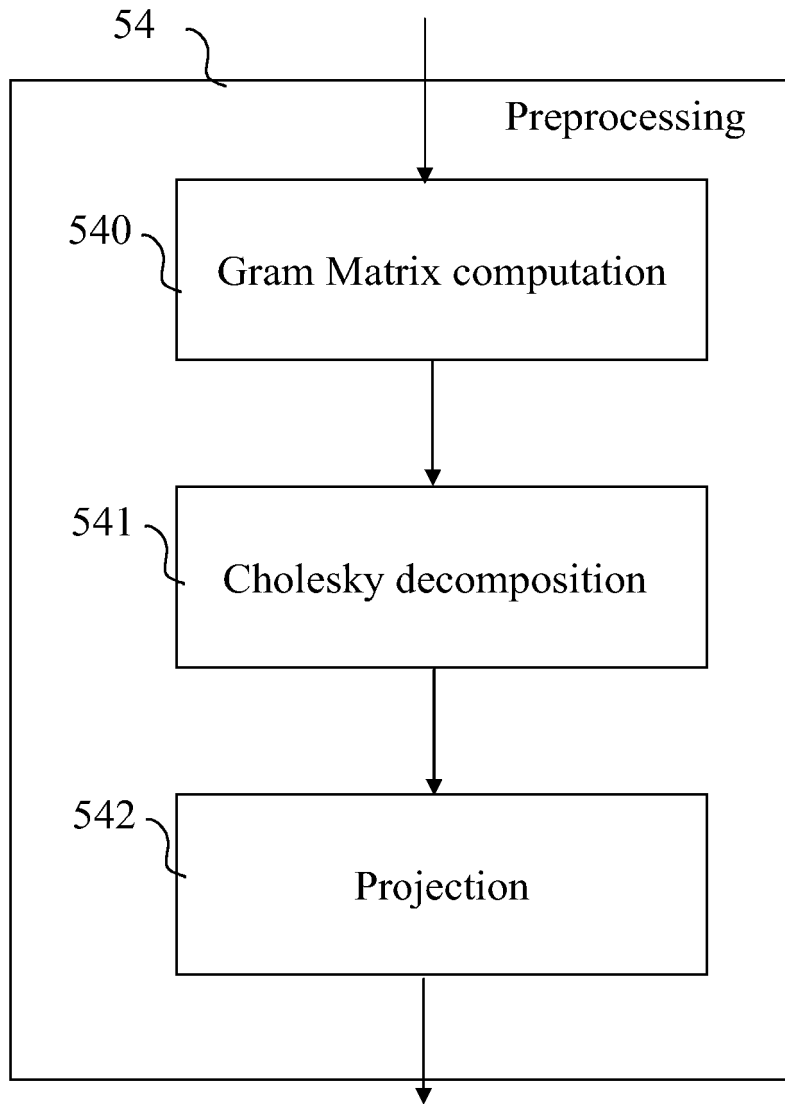 54
Preprocessing
540
Gram Matrix computation
541
Cholesky decomposition
542
Projection